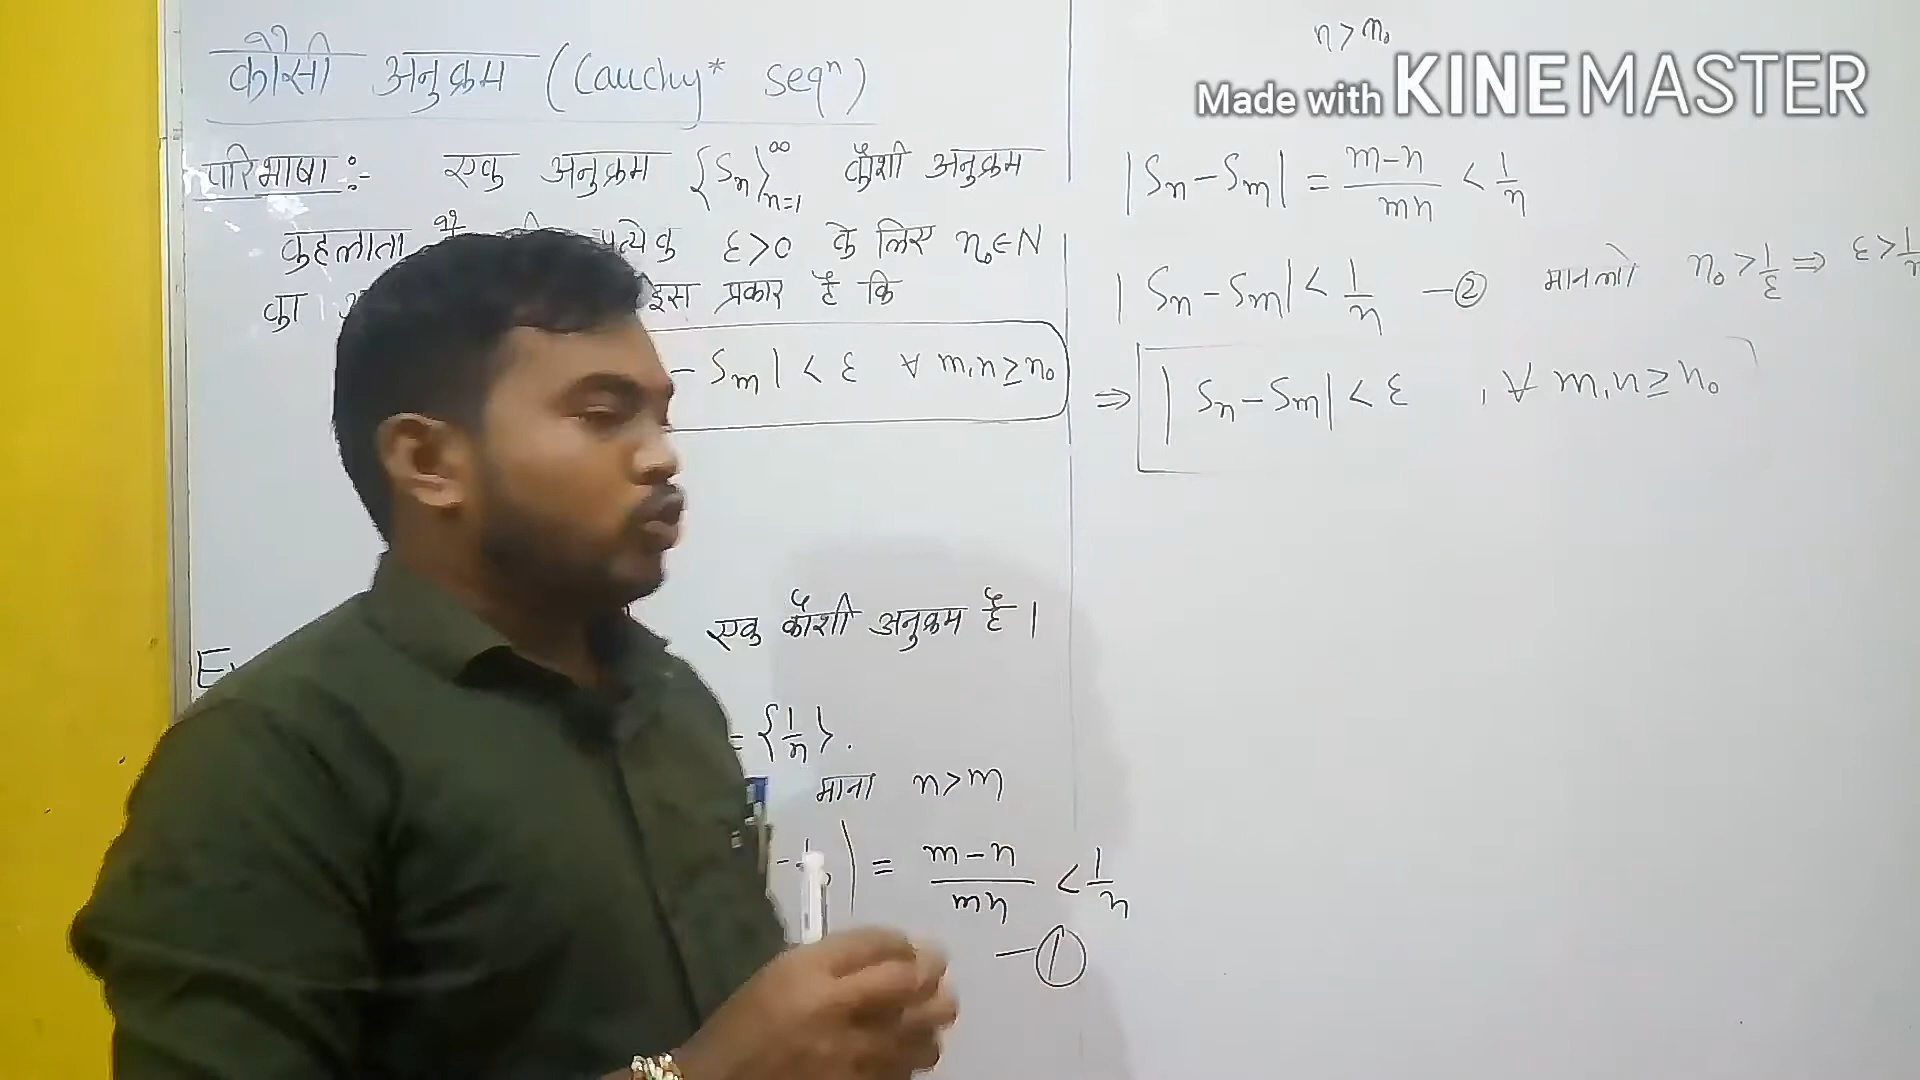 कौसी अनुक्रम (Cauchy* seqⁿ)
परिभाषा :- एक अनुक्रम {Sₙ}ₙ₌₁^∞ कौशी अनुक्रम
कहलाता है प्रत्येक ε>0 के लिए n₀∈N
का इस प्रकार है कि
- Sₘ| < ε ∀ m,n≥n₀
एक कौशी अनुक्रम है।
= {1/n}.
माना n>m
| = (m-n)/(mn) < 1/n
-①
n>n₀
Made with KINEMASTER
|Sₙ-Sₘ| = (m-n)/(mn) < 1/n
|Sₙ-Sₘ| < 1/n -② मानलो n₀ > 1/ε ⇒ ε > 1/n
⇒ |Sₙ-Sₘ| < ε , ∀ m,n≥n₀